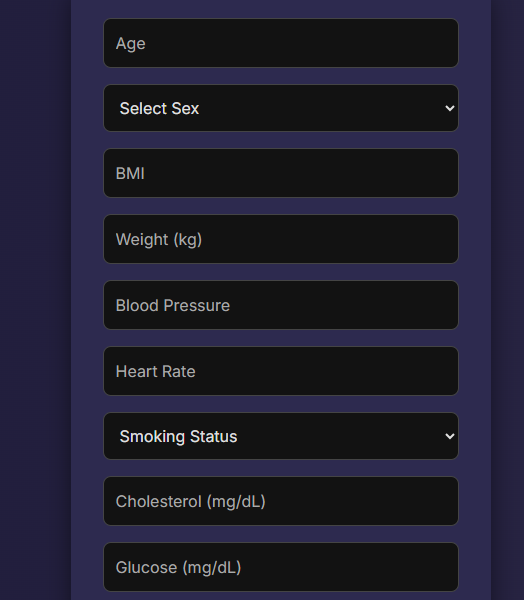 Age
Select Sex
BMI
Weight (kg)
Blood Pressure
Heart Rate
Smoking Status
Cholesterol (mg/dL)
Glucose (mg/dL)